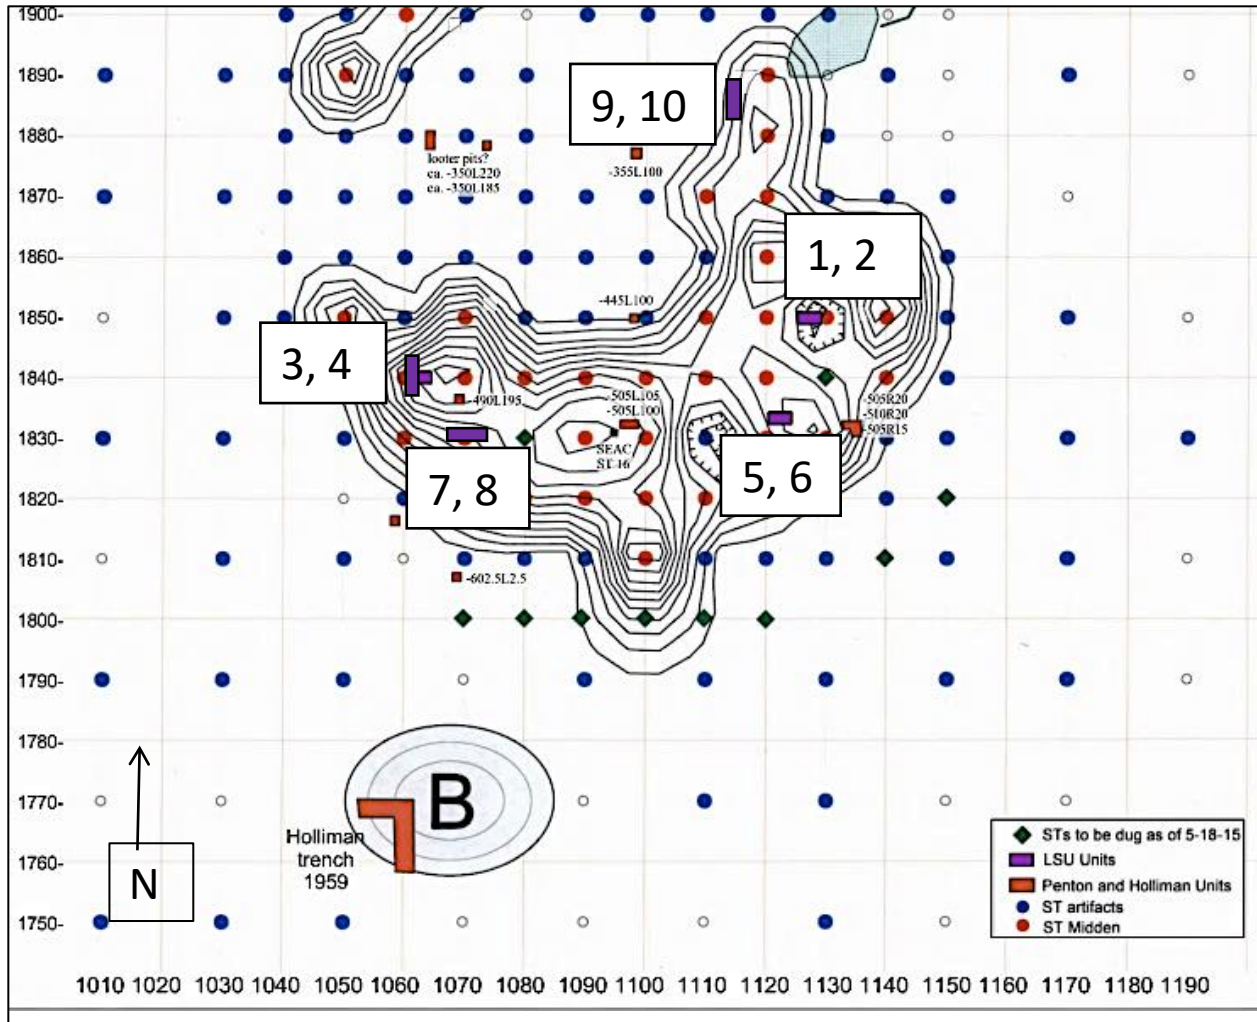 1900-
1890-
9, 10
1880-
looter pits?
ca. -350L220
ca. -350L185
-355L100
1870-
1860-
1, 2
-445L100
1850-
3, 4
1840-
-490L195
-505L105
-505L100
-505R20
-510R20
-505R15
1830-
SEAC
ST 16
7, 8
5, 6
1820-
1810-
-602.5L2.5
1800-
1790-
1780-
1770-
B
Holliman
trench
1959
1760-
N
1750-
STs to be dug as of 5-18-15
LSU Units
Penton and Holliman Units
ST artifacts
ST Midden
1010 1020 1030 1040 1050 1060 1070 1080 1090 1100 1110 1120 1130 1140 1150 1160 1170 1180 1190